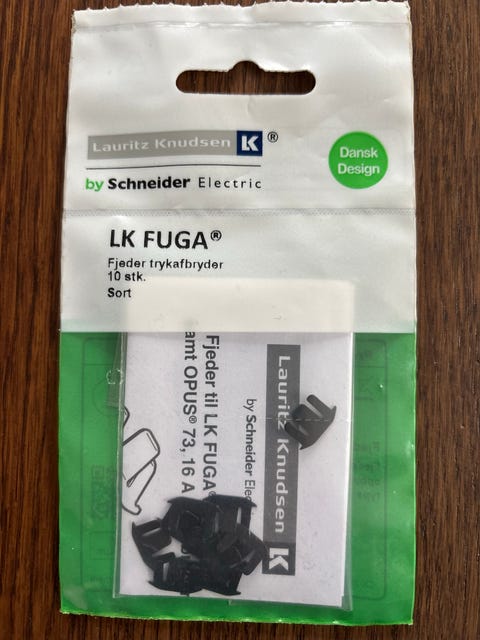 Lauritz Knudsen K ®
by Schneider Electric
Dansk
Design
LK FUGA®
Fjeder trykafbryder
10 stk.
Sort
Fjeder til LK FUGA®
amt OPUS® 73, 16 A
Lauritz Knudsen K
by Schneider Elec